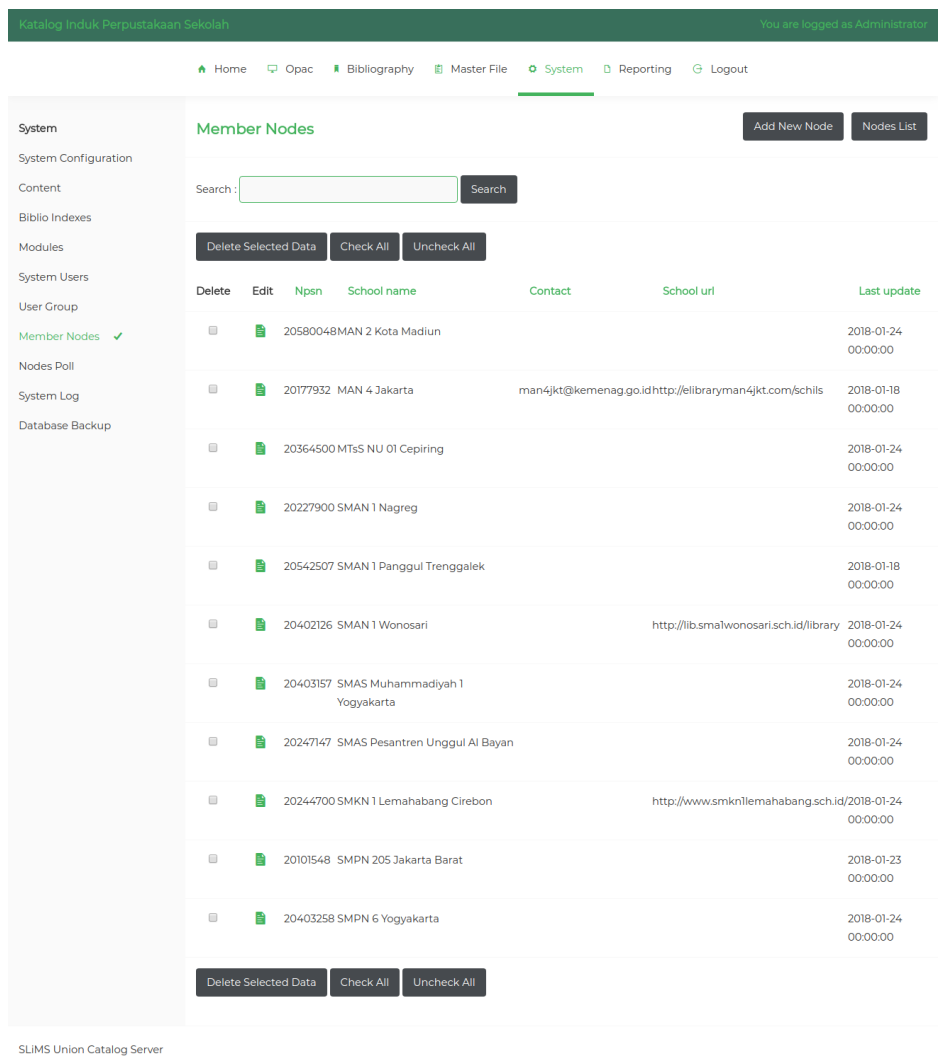 Katalog Induk Perpustakaan Sekolah You are logged as Administrator
Home Opac Bibliography Master File System Reporting Logout
System
System Configuration
Content
Biblio Indexes
Modules
System Users
User Group
Member Nodes
Nodes Poll
System Log
Database Backup
Member Nodes Add New Node Nodes List
Search : Search
Delete Selected Data Check All Uncheck All
Delete Edit Npsn School name Contact School url Last update
20580048 MAN 2 Kota Madiun 2018-01-24
00:00:00
20177932 MAN 4 Jakarta man4jkt@kemenag.go.id http://elibraryman4jkt.com/schils 2018-01-18
00:00:00
20364500 MTsS NU 01 Cepiring 2018-01-24
00:00:00
20227900 SMAN 1 Nagreg 2018-01-24
00:00:00
20542507 SMAN 1 Panggul Trenggalek 2018-01-18
00:00:00
20402126 SMAN 1 Wonosari http://lib.sma1wonosari.sch.id/library 2018-01-24
00:00:00
20403157 SMAS Muhammadiyah 1 2018-01-24
Yogyakarta 00:00:00
20247147 SMAS Pesantren Unggul Al Bayan 2018-01-24
00:00:00
20244700 SMKN 1 Lemahabang Cirebon http://www.smkn1lemahabang.sch.id/ 2018-01-24
00:00:00
20101548 SMPN 205 Jakarta Barat 2018-01-23
00:00:00
20403258 SMPN 6 Yogyakarta 2018-01-24
00:00:00
Delete Selected Data Check All Uncheck All
SLiMS Union Catalog Server